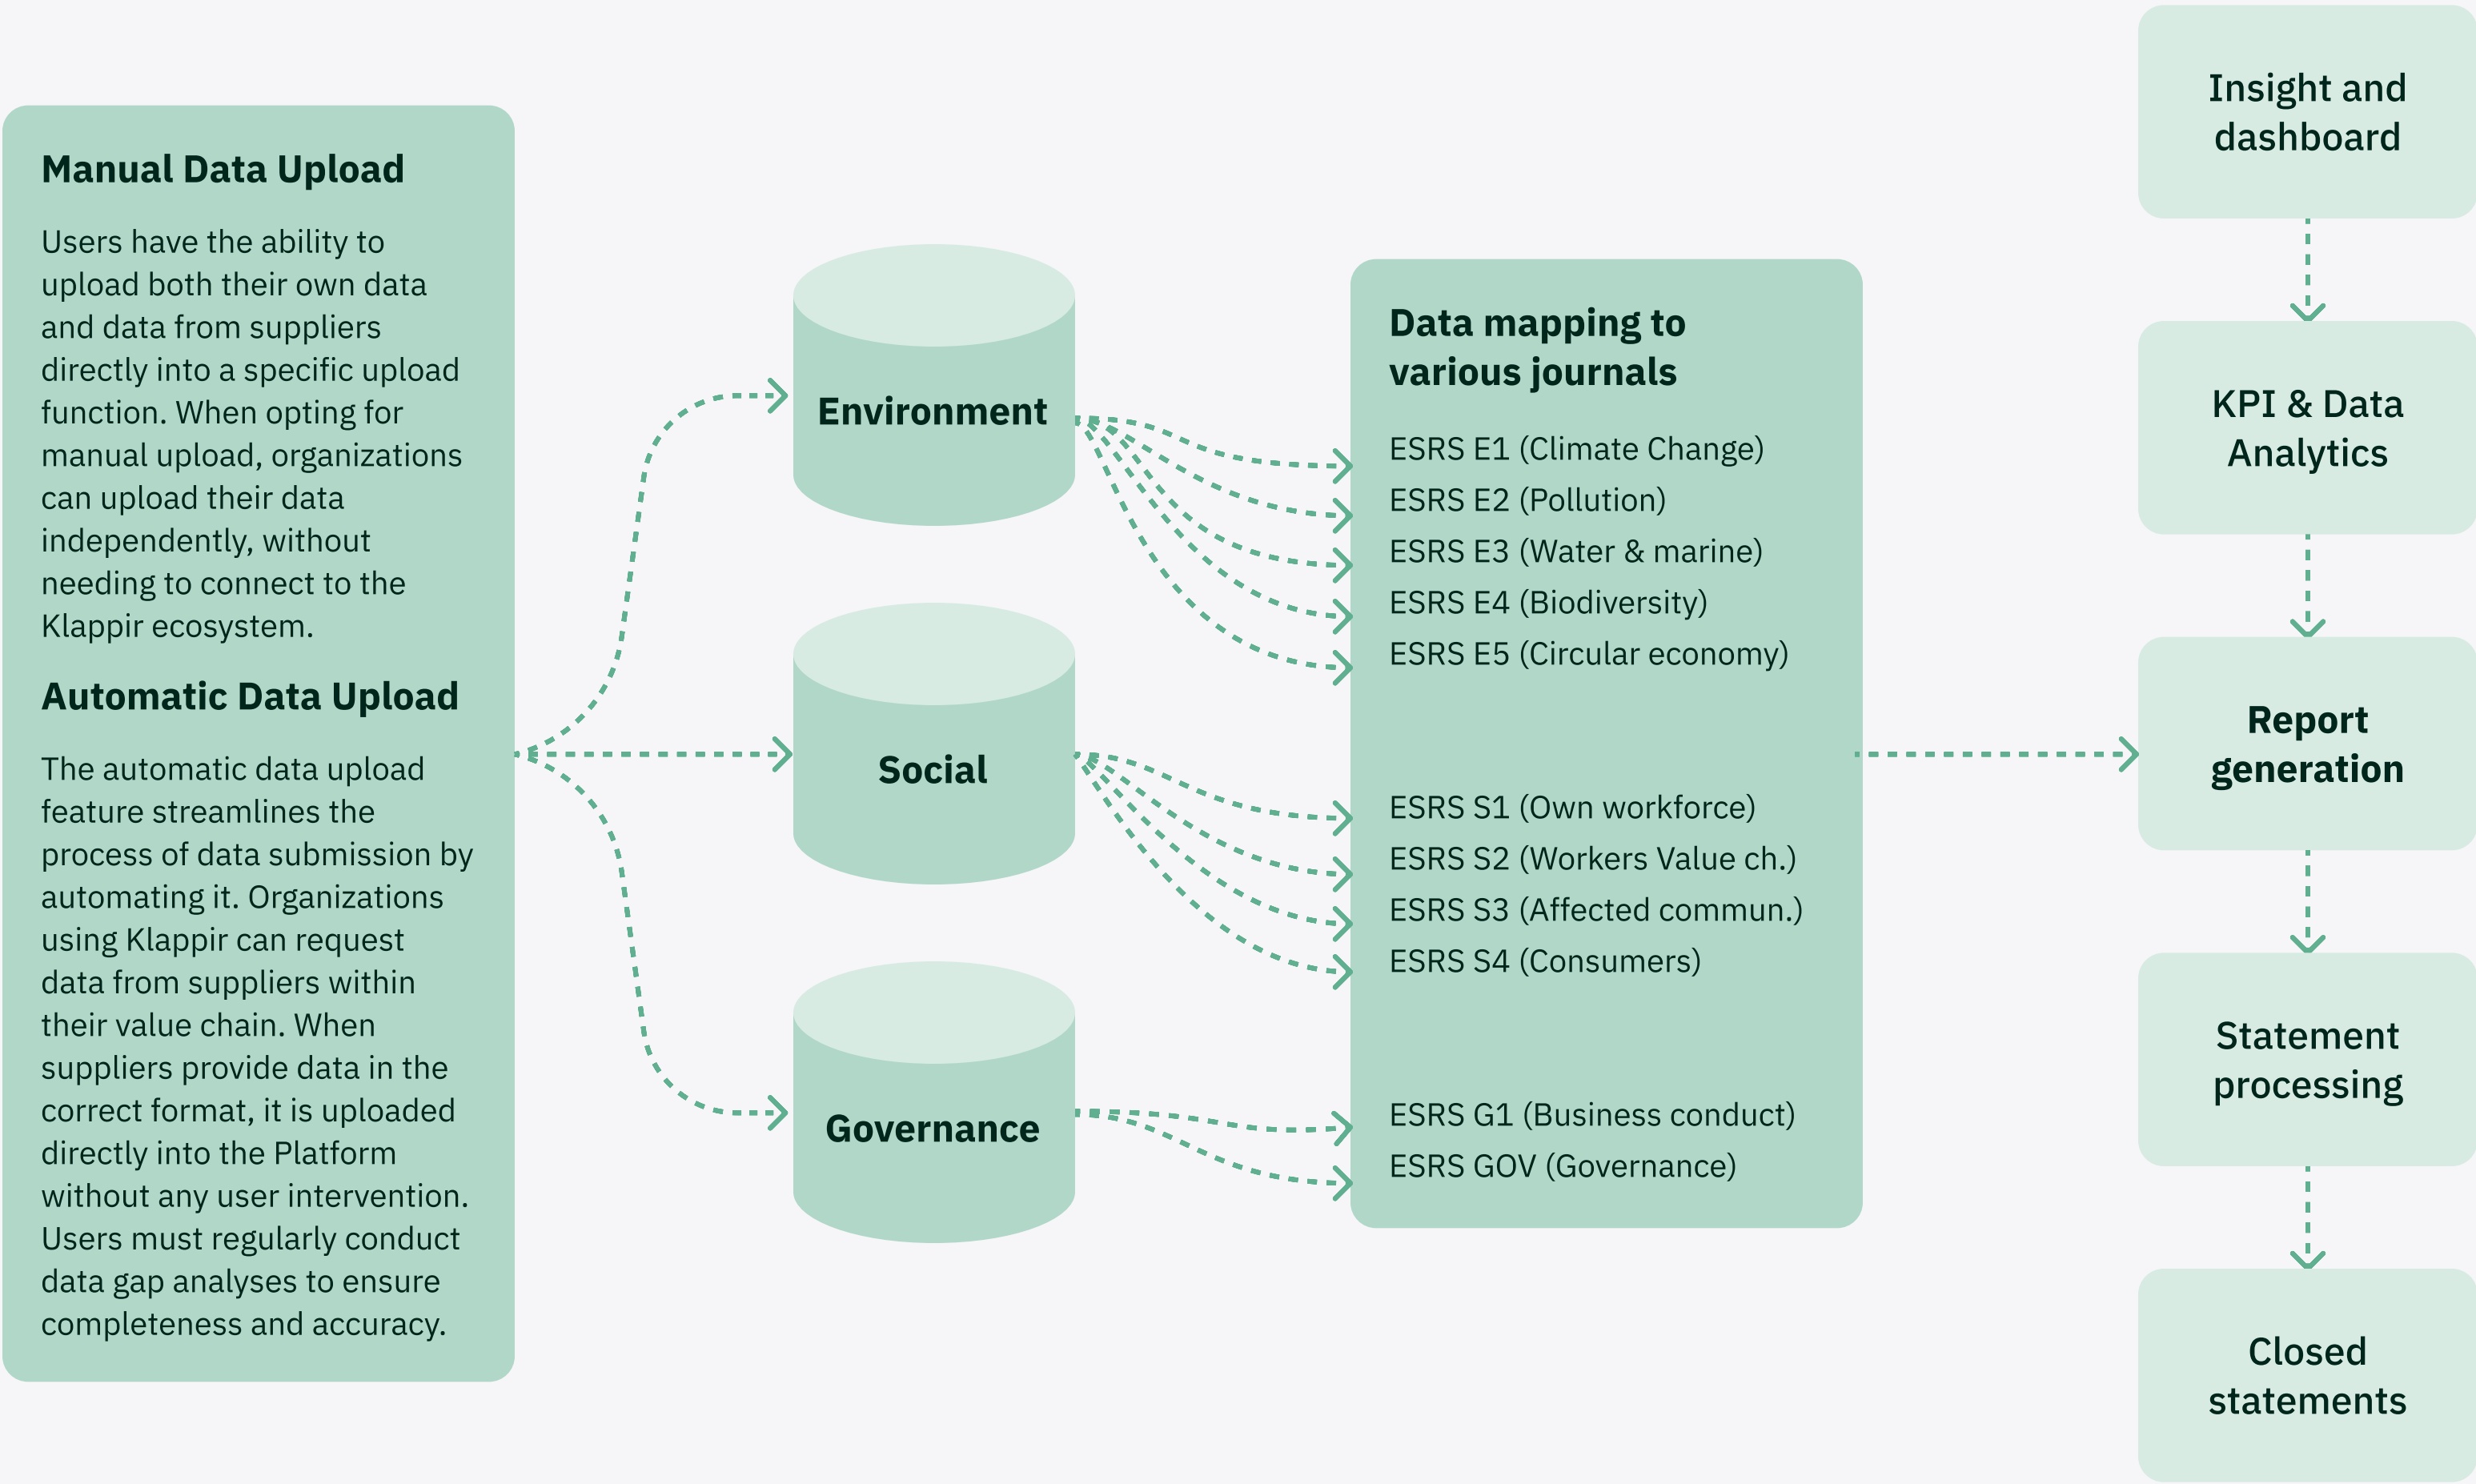 Manual Data Upload
Users have the ability to
upload both their own data
and data from suppliers
directly into a specific upload
function. When opting for
manual upload, organizations
can upload their data
independently, without
needing to connect to the
Klappir ecosystem.
Automatic Data Upload
The automatic data upload
feature streamlines the
process of data submission by
automating it. Organizations
using Klappir can request
data from suppliers within
their value chain. When
suppliers provide data in the
correct format, it is uploaded
directly into the Platform
without any user intervention.
Users must regularly conduct
data gap analyses to ensure
completeness and accuracy.
Environment
Social
Governance
Data mapping to
various journals
ESRS E1 (Climate Change)
ESRS E2 (Pollution)
ESRS E3 (Water & marine)
ESRS E4 (Biodiversity)
ESRS E5 (Circular economy)
ESRS S1 (Own workforce)
ESRS S2 (Workers Value ch.)
ESRS S3 (Affected commun.)
ESRS S4 (Consumers)
ESRS G1 (Business conduct)
ESRS GOV (Governance)
Insight and
dashboard
KPI & Data
Analytics
Report
generation
Statement
processing
Closed
statements